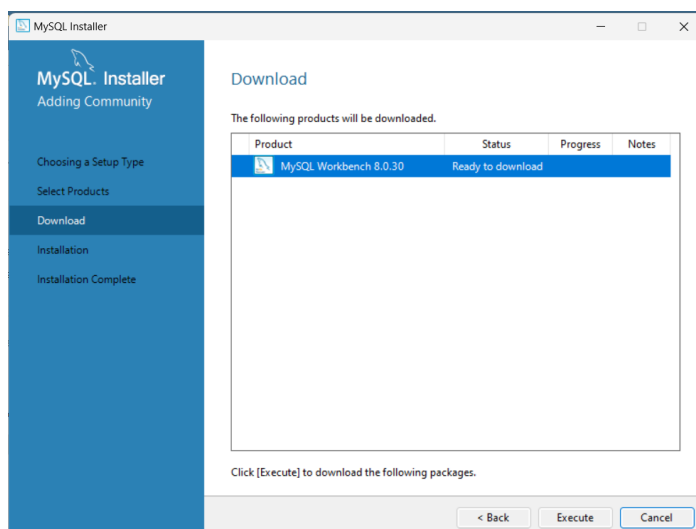 MySQL Installer
MySQL. Installer
Adding Community
Choosing a Setup Type
Select Products
Download
Installation
Installation Complete
Download
The following products will be downloaded.
Product Status Progress Notes
MySQL Workbench 8.0.30 Ready to download
Click [Execute] to download the following packages.
< Back Execute Cancel